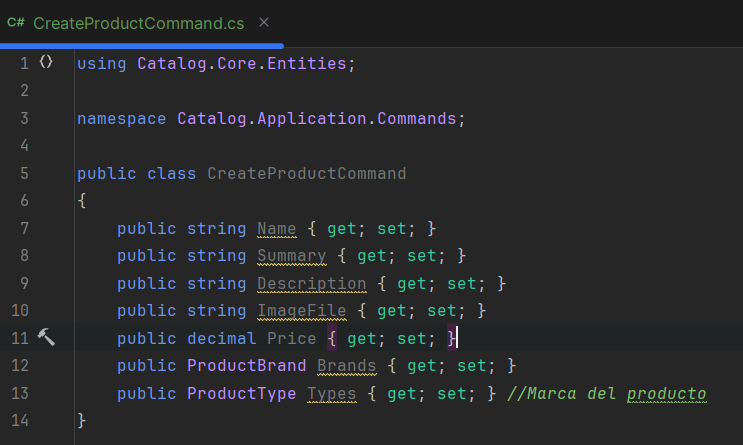 C# CreateProductCommand.cs ×
1 using Catalog.Core.Entities;
2
3 namespace Catalog.Application.Commands;
4
5 public class CreateProductCommand
6 {
7 public string Name { get; set; }
8 public string Summary { get; set; }
9 public string Description { get; set; }
10 public string ImageFile { get; set; }
11 public decimal Price { get; set; }
12 public ProductBrand Brands { get; set; }
13 public ProductType Types { get; set; } //Marca del producto
14 }